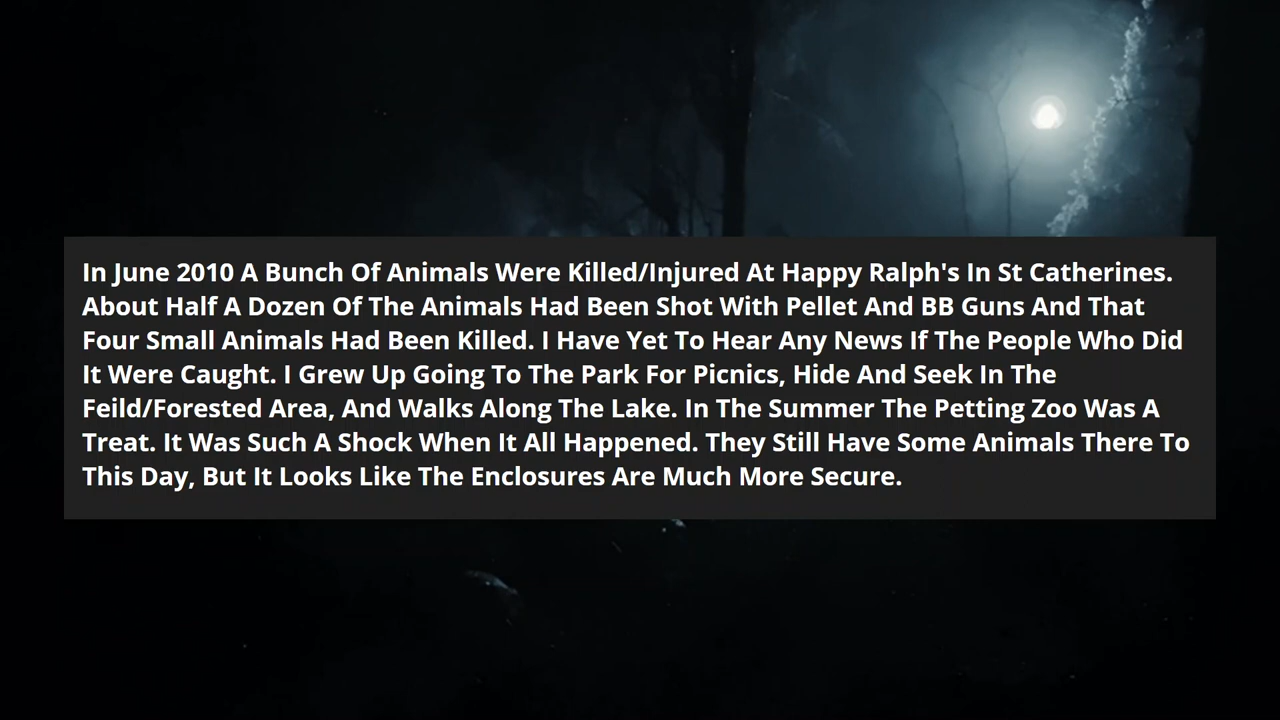 In June 2010 A Bunch Of Animals Were Killed/Injured At Happy Ralph's In St Catherines.
About Half A Dozen Of The Animals Had Been Shot With Pellet And BB Guns And That
Four Small Animals Had Been Killed. I Have Yet To Hear Any News If The People Who Did
It Were Caught. I Grew Up Going To The Park For Picnics, Hide And Seek In The
Feild/Forested Area, And Walks Along The Lake. In The Summer The Petting Zoo Was A
Treat. It Was Such A Shock When It All Happened. They Still Have Some Animals There To
This Day, But It Looks Like The Enclosures Are Much More Secure.